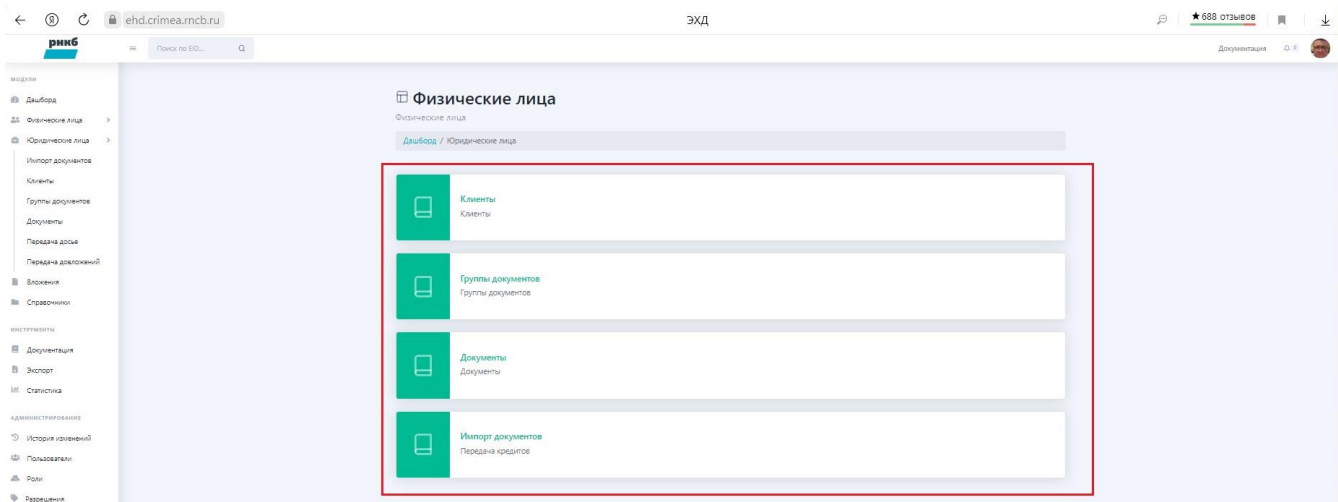 ehd.crimea.rncb.ru
ЭХД
★688 отзывов
рнкб
Поиск по ЕО...
Документация
0
МОДУЛИ
Дашборд
Физические лица
Юридические лица
Импорт документов
Клиенты
Группы документов
Документы
Передача досье
Передача довложений
Вложения
Справочники
ИНСТРУМЕНТЫ
Документация
Экспорт
Статистика
АДМИНИСТРИРОВАНИЕ
История изменений
Пользователи
Роли
Разрешения
Физические лица
Физические лица
Дашборд / Юридические лица
Клиенты
Клиенты
Группы документов
Группы документов
Документы
Документы
Импорт документов
Передача кредитов